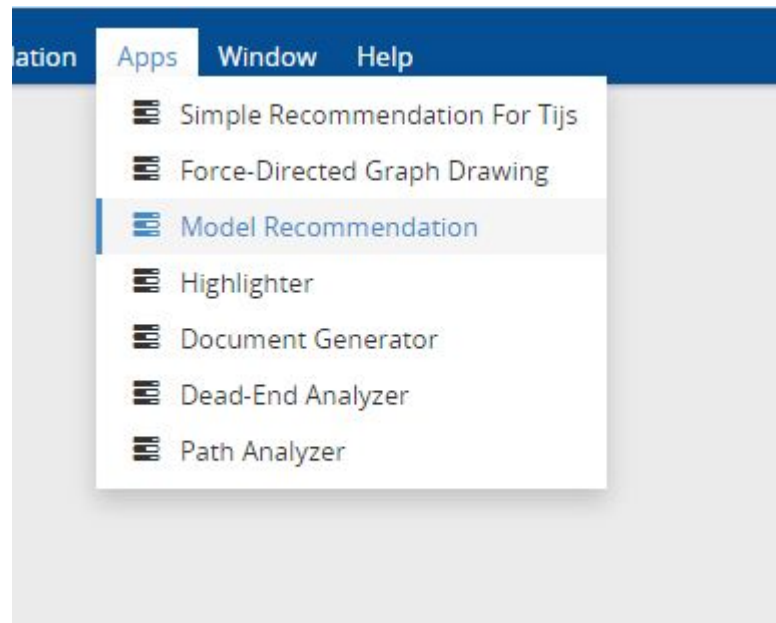 lation Apps Window Help
Simple Recommendation For Tijs
Force-Directed Graph Drawing
Model Recommendation
Highlighter
Document Generator
Dead-End Analyzer
Path Analyzer